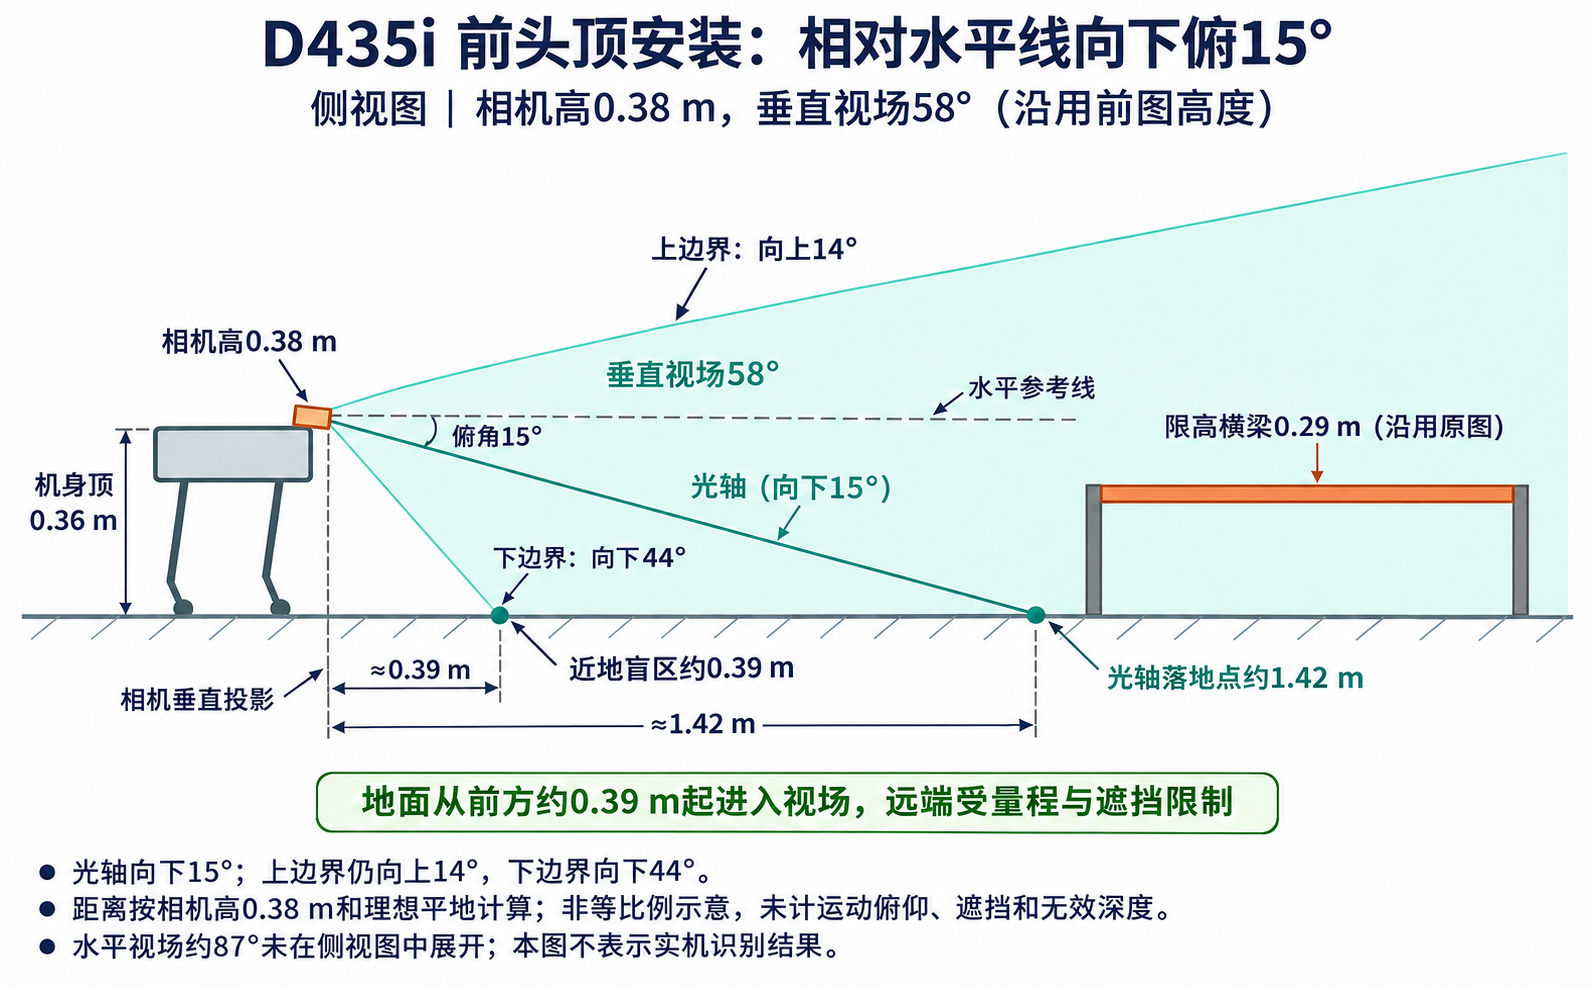 D435i 前头顶安装：相对水平线向下俯15°
侧视图｜相机高0.38 m，垂直视场58°（沿用前图高度）
上边界：向上14°
相机高0.38 m
垂直视场58°
水平参考线
限高横梁0.29 m（沿用原图）
俯角15°
光轴（向下15°）
机身顶
0.36 m
下边界：向下44°
≈0.39 m
近地盲区约0.39 m
光轴落地点约1.42 m
相机垂直投影
≈1.42 m
地面从前方约0.39 m起进入视场，远端受量程与遮挡限制
● 光轴向下15°；上边界仍向上14°，下边界向下44°。
● 距离按相机高0.38 m和理想平地计算；非等比例示意，未计运动俯仰、遮挡和无效深度。
● 水平视场约87°未在侧视图中展开；本图不表示实机识别结果。